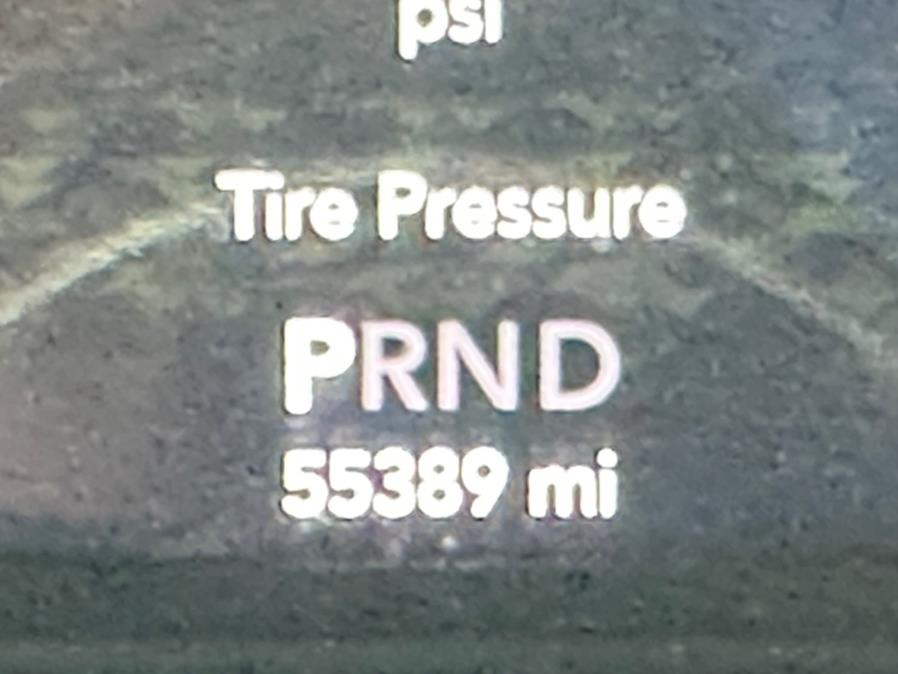 psi
Tire Pressure
PRND
55389 mi